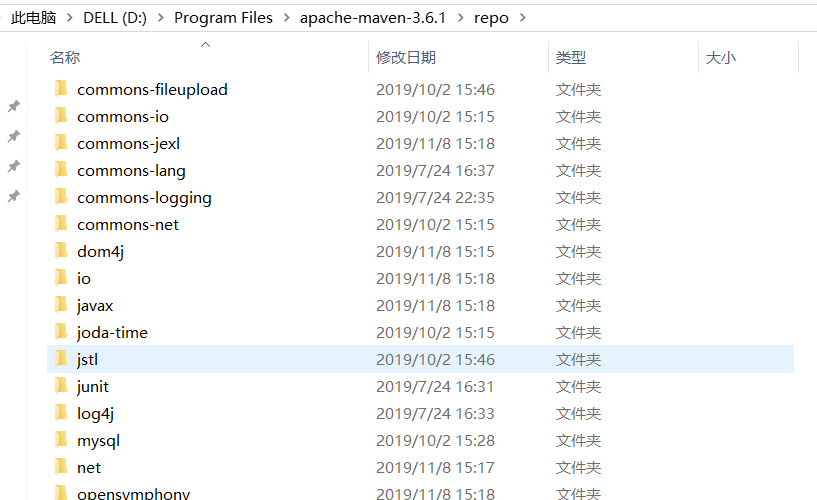 此电脑 > DELL (D:) > Program Files > apache-maven-3.6.1 > repo >
名称 修改日期 类型 大小
commons-fileupload 2019/10/2 15:46 文件夹
commons-io 2019/10/2 15:15 文件夹
commons-jexl 2019/11/8 15:18 文件夹
commons-lang 2019/7/24 16:37 文件夹
commons-logging 2019/7/24 22:35 文件夹
commons-net 2019/10/2 15:15 文件夹
dom4j 2019/11/8 15:15 文件夹
io 2019/11/8 15:18 文件夹
javax 2019/11/8 15:18 文件夹
joda-time 2019/10/2 15:15 文件夹
jstl 2019/10/2 15:46 文件夹
junit 2019/7/24 16:31 文件夹
log4j 2019/7/24 16:33 文件夹
mysql 2019/10/2 15:28 文件夹
net 2019/11/8 15:17 文件夹
opensymphony 2019/11/8 15:18 文件夹